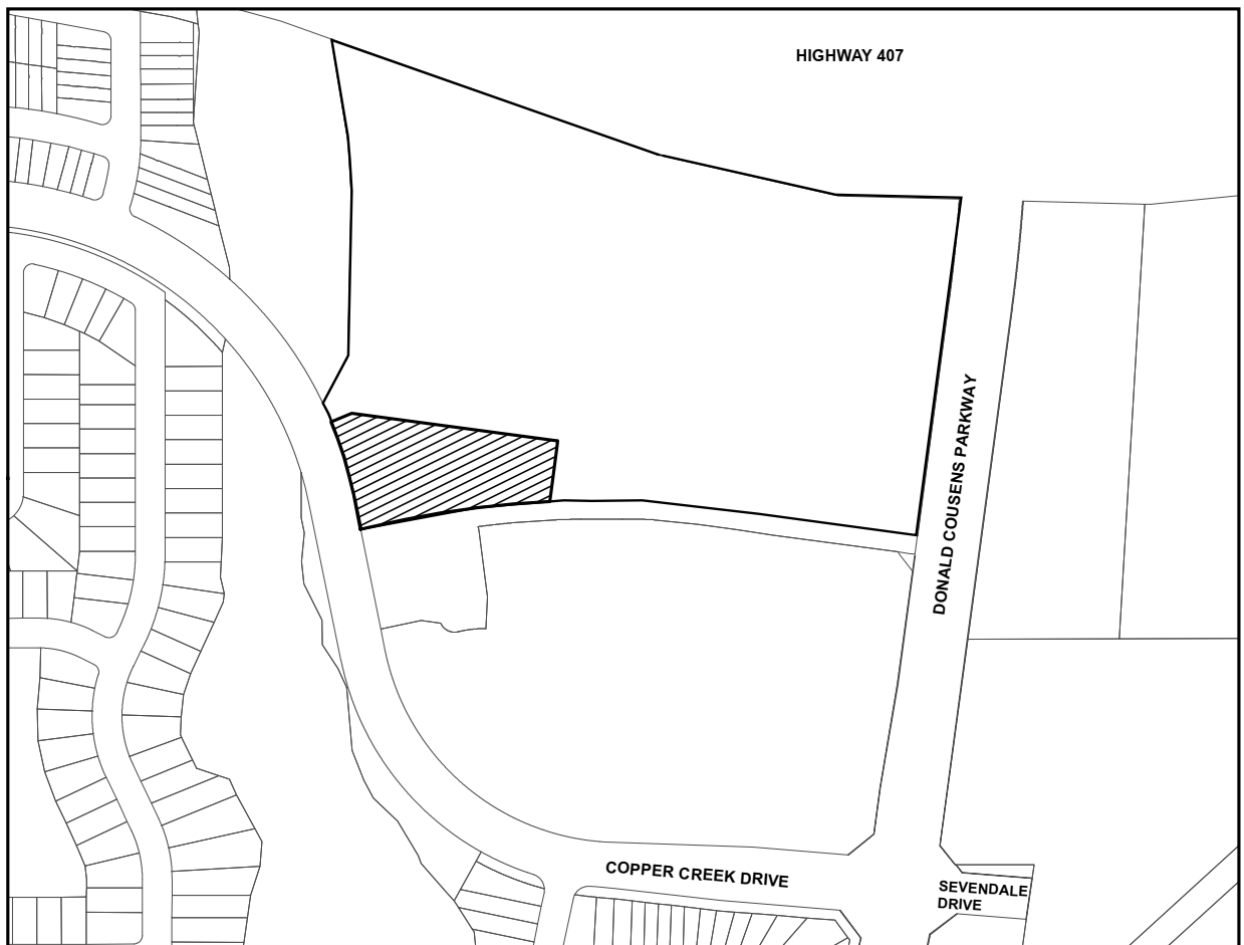 HIGHWAY 407
DONALD COUSENS PARKWAY
COPPER CREEK DRIVE
SEVENDALE
DRIVE